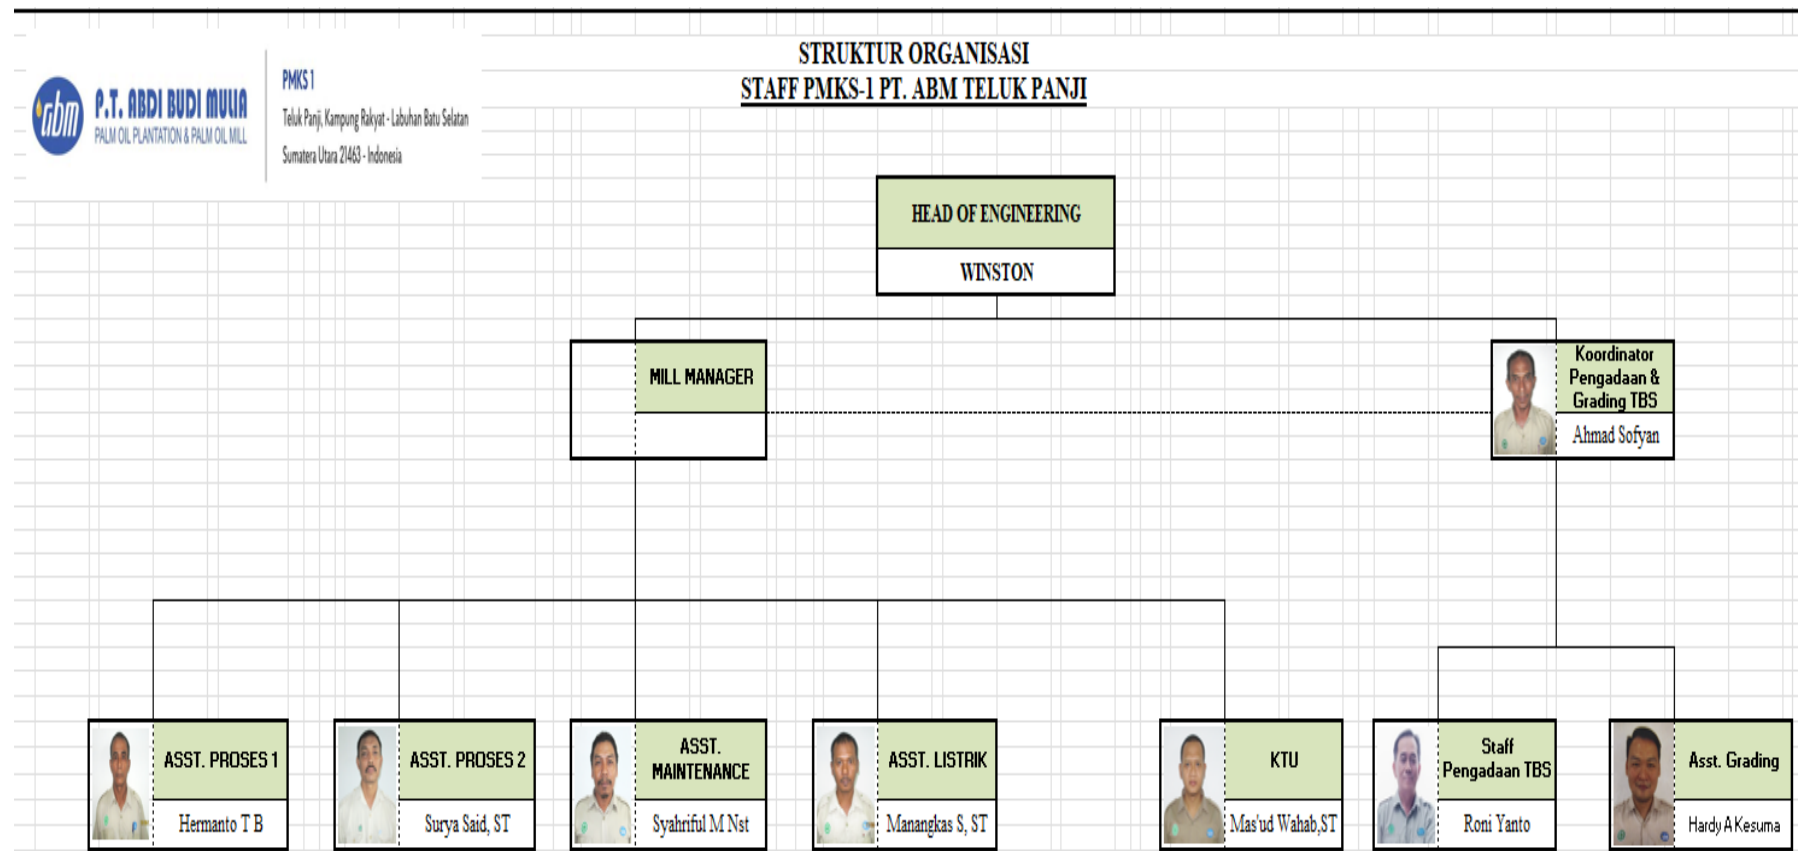 STRUKTUR ORGANISASI
STAFF PMKS-1 PT. ABM TELUK PANJI
abm
P.T. ABDI BUDI MULIA
PALM OIL PLANTATION & PALM OIL MILL
PMKS 1
Teluk Panji, Kampung Rakyat - Labuhan Batu Selatan
Sumatera Utara 21463 - Indonesia
HEAD OF ENGINEERING
WINSTON
MILL MANAGER
Koordinator
Pengadaan &
Grading TBS
Ahmad Sofyan
ASST. PROSES 1
Hermanto T B
ASST. PROSES 2
Surya Said, ST
ASST.
MAINTENANCE
Syahriful M Nst
ASST. LISTRIK
Manangkas S, ST
KTU
Mas'ud Wahab,ST
Staff
Pengadaan TBS
Roni Yanto
Asst. Grading
Hardy A Kesuma